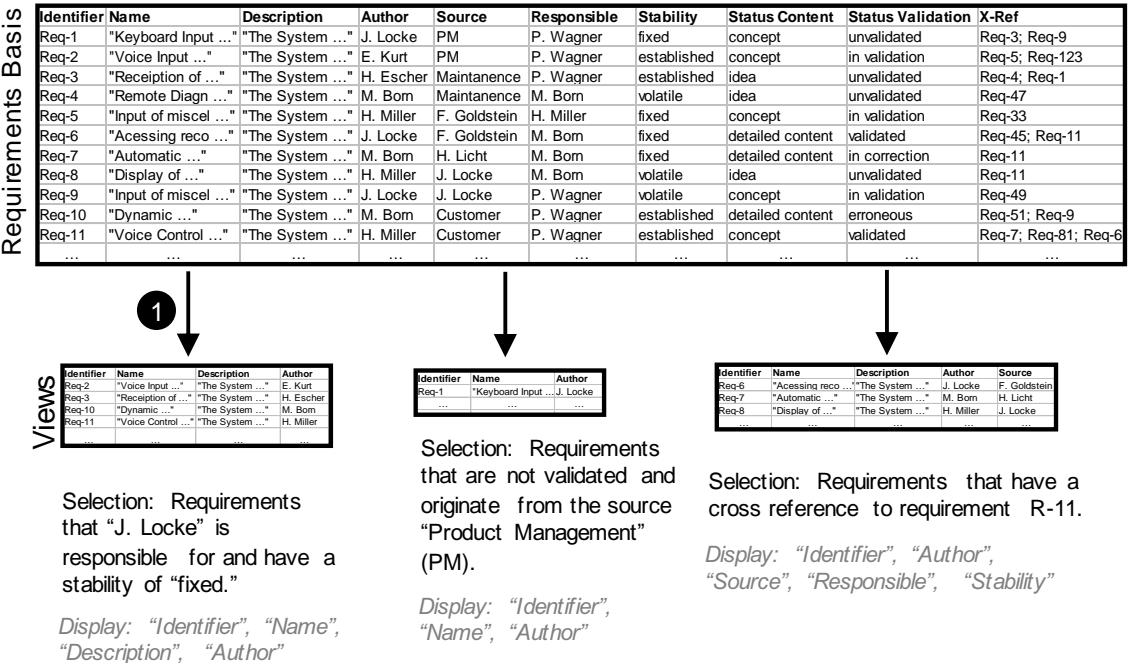 Requirements Basis
Identifier Name Description Author Source Responsible Stability Status Content Status Validation X-Ref
Req-1 "Keyboard Input …" "The System …" J. Locke PM P. Wagner fixed concept unvalidated Req-3; Req-9
Req-2 "Voice Input …" "The System …" E. Kurt PM P. Wagner established concept in validation Req-5; Req-123
Req-3 "Receiption of …" "The System …" H. Escher Maintanence P. Wagner established idea unvalidated Req-4; Req-1
Req-4 "Remote Diagn …" "The System …" M. Born Maintanance M. Born volatile idea unvalidated Req-47
Req-5 "Input of miscel …" "The System …" H. Miller F. Goldstein H. Miller fixed concept in validation Req-33
Req-6 "Acessing reco …" "The System …" J. Locke F. Goldstein M. Born fixed detailed content validated Req-45; Req-11
Req-7 "Automatic …" "The System …" M. Born H. Licht M. Born fixed detailed content in correction Req-11
Req-8 "Display of …" "The System …" H. Miller J. Locke M. Born volatile idea unvalidated Req-11
Req-9 "Input of miscel …" "The System …" J. Locke J. Locke P. Wagner volatile concept in validation Req-49
Req-10 "Dynamic …" "The System …" M. Born Customer P. Wagner established detailed content erroneous Req-51; Req-9
Req-11 "Voice Control …" "The System …" H. Miller Customer P. Wagner established concept validated Req-7; Req-81; Req-6
… … … … … … … … … …
1
Views
Identifier Name Description Author
Req-2 "Voice Input …" "The System …" E. Kurt
Req-3 "Receiption of …" "The System …" H. Escher
Req-10 "Dynamic …" "The System …" M. Born
Req-11 "Voice Control …" "The System …" H. Miller
… … … …
Selection: Requirements
that “J. Locke” is
responsible for and have a
stability of “fixed.”
Display: “Identifier”, “Name”,
“Description”, “Author”
Identifier Name Author
Req-1 "Keyboard Input … J. Locke
… … …
Selection: Requirements
that are not validated and
originate from the source
“Product Management”
(PM).
Display: “Identifier”,
“Name”, “Author”
Identifier Name Description Author Source
Req-6 "Acessing reco …" "The System …" J. Locke F. Goldstein
Req-7 "Automatic …" "The System …" M. Born H. Licht
Req-8 "Display of …" "The System …" H. Miller J. Locke
… … … … …
Selection: Requirements that have a
cross reference to requirement R-11.
Display: “Identifier”, “Author”,
“Source”, “Responsible”, “Stability”